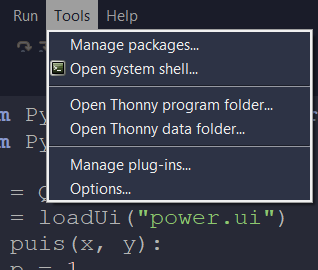 Run Tools Help
Manage packages...
Open system shell...
Open Thonny program folder...
Open Thonny data folder...
Manage plug-ins...
Options...
m Py
m Py
= Q
= loadUi("power.ui")
puis(x, y):